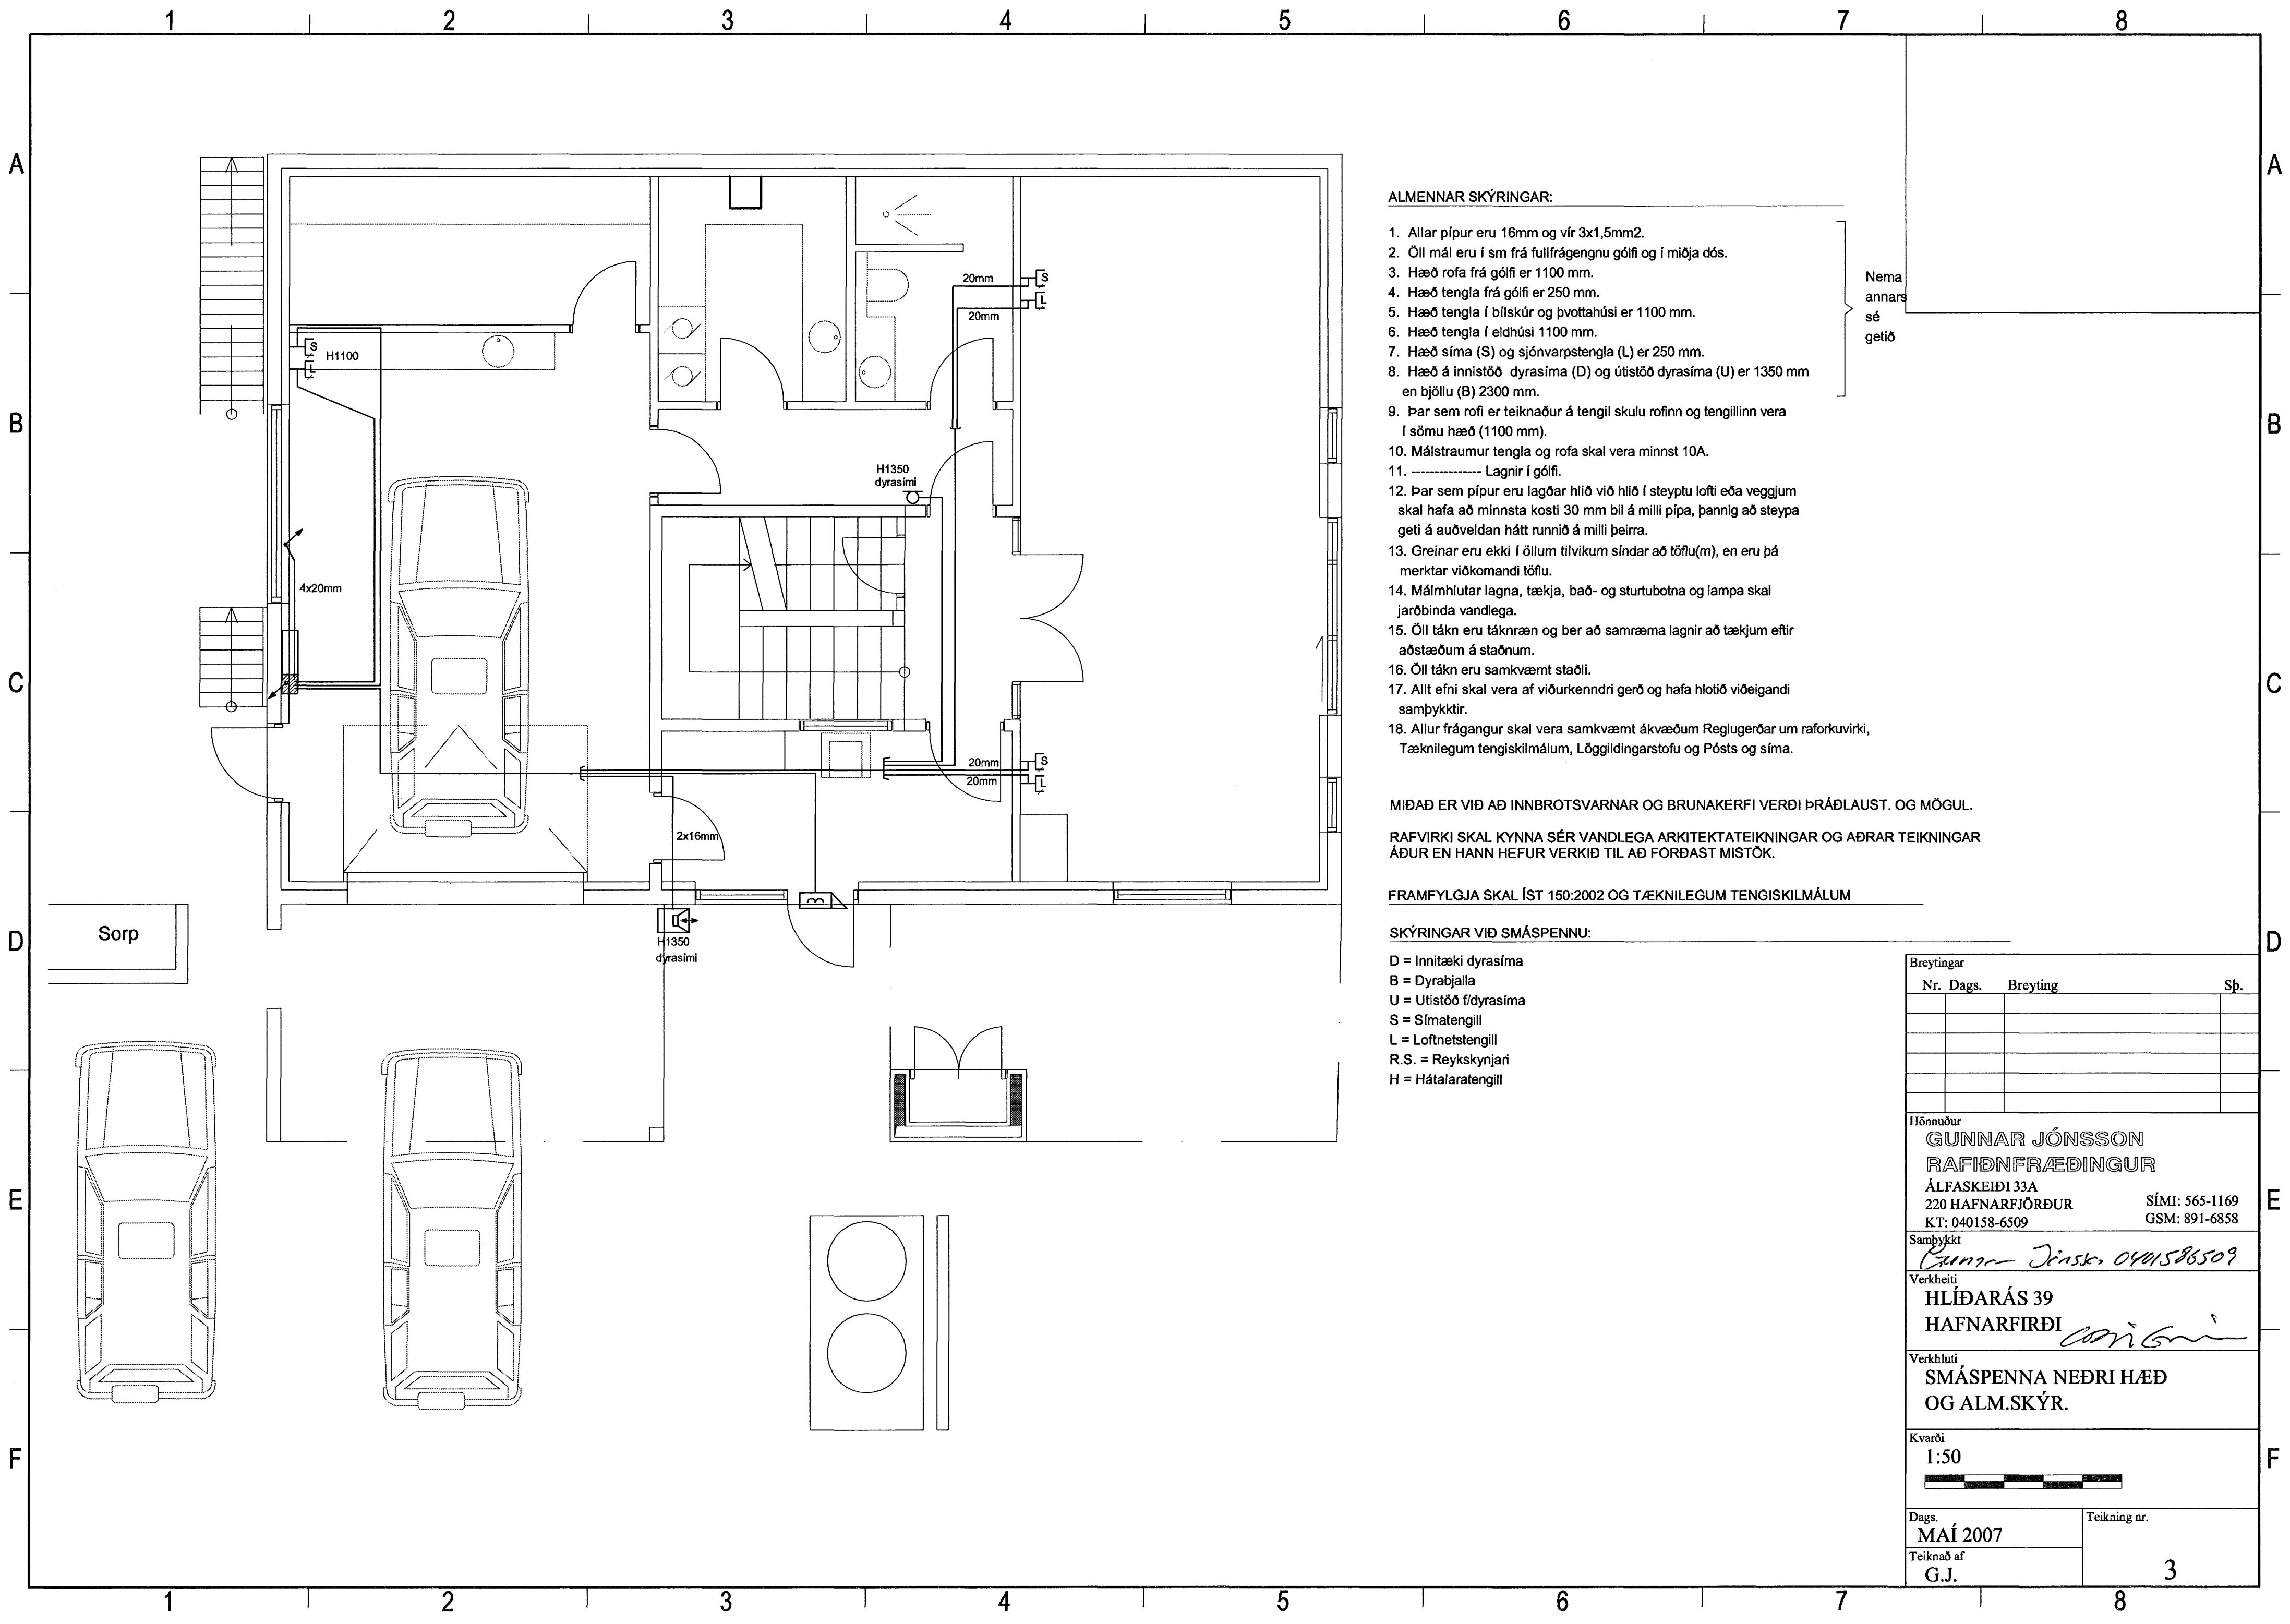 1 2 3 4 5 6 7 8
A A
B B
C C
D D
E E
F F
S
H1100
L
4x20mm
20mm
S
L
20mm
H1350
dyrasími
20mm
S
20mm
L
2x16mm
B
H1350
dyrasími
Sorp
ALMENNAR SKÝRINGAR:
1. Allar pípur eru 16mm og vír 3x1,5mm2.
2. Öll mál eru í sm frá fullfrágengnu gólfi og í miðja dós.
3. Hæð rofa frá gólfi er 1100 mm.
4. Hæð tengla frá gólfi er 250 mm.
5. Hæð tengla í bílskúr og þvottahúsi er 1100 mm.
6. Hæð tengla í eldhúsi 1100 mm.
7. Hæð síma (S) og sjónvarpstengla (L) er 250 mm.
8. Hæð á innistöð dyrasíma (D) og útistöð dyrasíma (U) er 1350 mm
en bjöllu (B) 2300 mm.
Nema
annars
sé
getið
9. Þar sem rofi er teiknaður á tengil skulu rofinn og tengillinn vera
í sömu hæð (1100 mm).
10. Málstraumur tengla og rofa skal vera minnst 10A.
11. --------------- Lagnir í gólfi.
12. Þar sem pípur eru lagðar hlið við hlið í steyptu lofti eða veggjum
skal hafa að minnsta kosti 30 mm bil á milli pípa, þannig að steypa
geti á auðveldan hátt runnið á milli þeirra.
13. Greinar eru ekki í öllum tilvikum síndar að töflu(m), en eru þá
merktar viðkomandi töflu.
14. Málmhlutar lagna, tækja, bað- og sturtubotna og lampa skal
jarðbinda vandlega.
15. Öll tákn eru táknræn og ber að samræma lagnir að tækjum eftir
aðstæðum á staðnum.
16. Öll tákn eru samkvæmt staðli.
17. Allt efni skal vera af viðurkenndri gerð og hafa hlotið viðeigandi
samþykktir.
18. Allur frágangur skal vera samkvæmt ákvæðum Reglugerðar um raforkuvirki,
Tæknilegum tengiskilmálum, Löggildingarstofu og Pósts og síma.
MIÐAÐ ER VIÐ AÐ INNBROTSVARNAR OG BRUNAKERFI VERÐI ÞRÁÐLAUST. OG MÖGUL.
RAFVIRKI SKAL KYNNA SÉR VANDLEGA ARKITEKTATEIKNINGAR OG AÐRAR TEIKNINGAR
ÁÐUR EN HANN HEFUR VERKIÐ TIL AÐ FORÐAST MISTÖK.
FRAMFYLGJA SKAL ÍST 150:2002 OG TÆKNILEGUM TENGISKILMÁLUM
SKÝRINGAR VIÐ SMÁSPENNU:
D = Innitæki dyrasíma
B = Dyrabjalla
U = Utistöð f/dyrasíma
S = Símatengill
L = Loftnetstengill
R.S. = Reykskynjari
H = Hátalaratengill
Breytingar
Nr. Dags. Breyting Sþ.
Hönnuður
GUNNAR JÓNSSON
RAFIÐNFRÆÐINGUR
ÁLFASKEIÐI 33A
220 HAFNARFJÖRÐUR SÍMI: 565-1169
KT: 040158-6509 GSM: 891-6858
Samþykkt
Gunnar Jónsson 0401586509
Verkheiti
HLÍÐARÁS 39
HAFNARFIRÐI
Verkhluti
SMÁSPENNA NEÐRI HÆÐ
OG ALM.SKÝR.
Kvarði
1:50
Dags.
MAÍ 2007
Teikning nr.
Teiknað af
G.J.
3
1 2 3 4 5 6 7 8